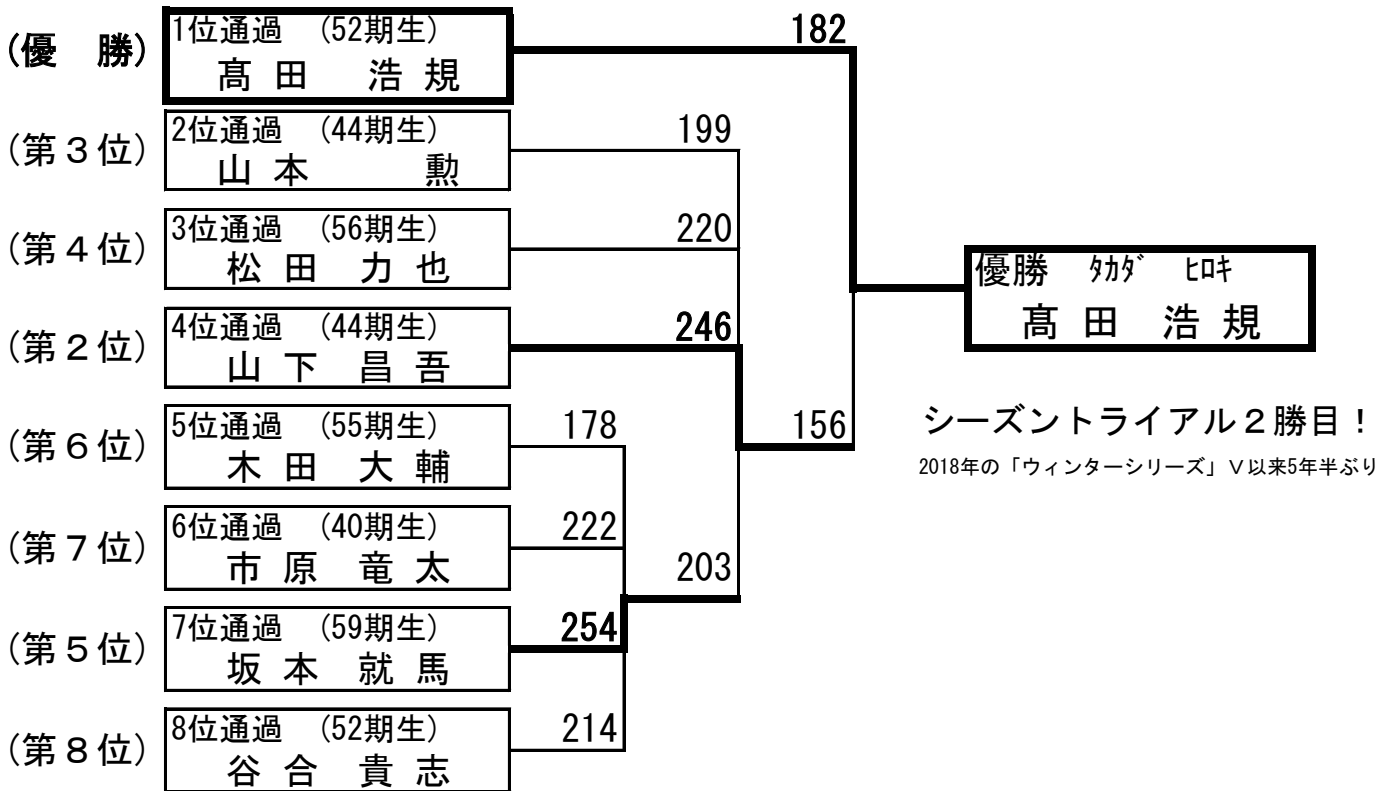 (優　勝)
1位通過　(52期生)
髙田　浩規
182
(第３位)
2位通過　(44期生)
山本　勲
199
(第４位)
3位通過　(56期生)
松田　力也
220
優勝　ﾀｶﾀﾞ　ﾋﾛｷ
髙田　浩規
(第２位)
4位通過　(44期生)
山下　昌吾
246
(第６位)
5位通過　(55期生)
木田　大輔
178
156
シーズントライアル２勝目！
2018年の「ウィンターシリーズ」Ｖ以来5年半ぶり
(第７位)
6位通過　(40期生)
市原　竜太
222
203
(第５位)
7位通過　(59期生)
坂本　就馬
254
(第８位)
8位通過　(52期生)
谷合　貴志
214